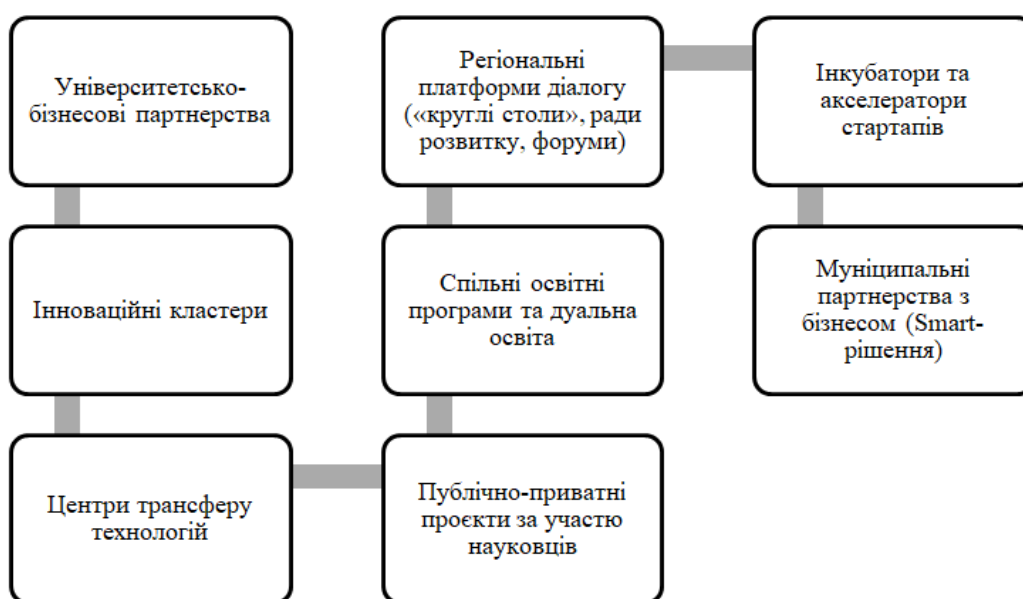 Університетсько-
бізнесові партнерства
Інноваційні кластери
Центри трансферу
технологій
Публічно-приватні
проєкти за участю
науковців
Спільні освітні
програми та дуальна
освіта
Регіональні
платформи діалогу
(«круглі столи», ради
розвитку, форуми)
Інкубатори та
акселератори
стартапів
Муніципальні
партнерства з
бізнесом (Smart-
рішення)